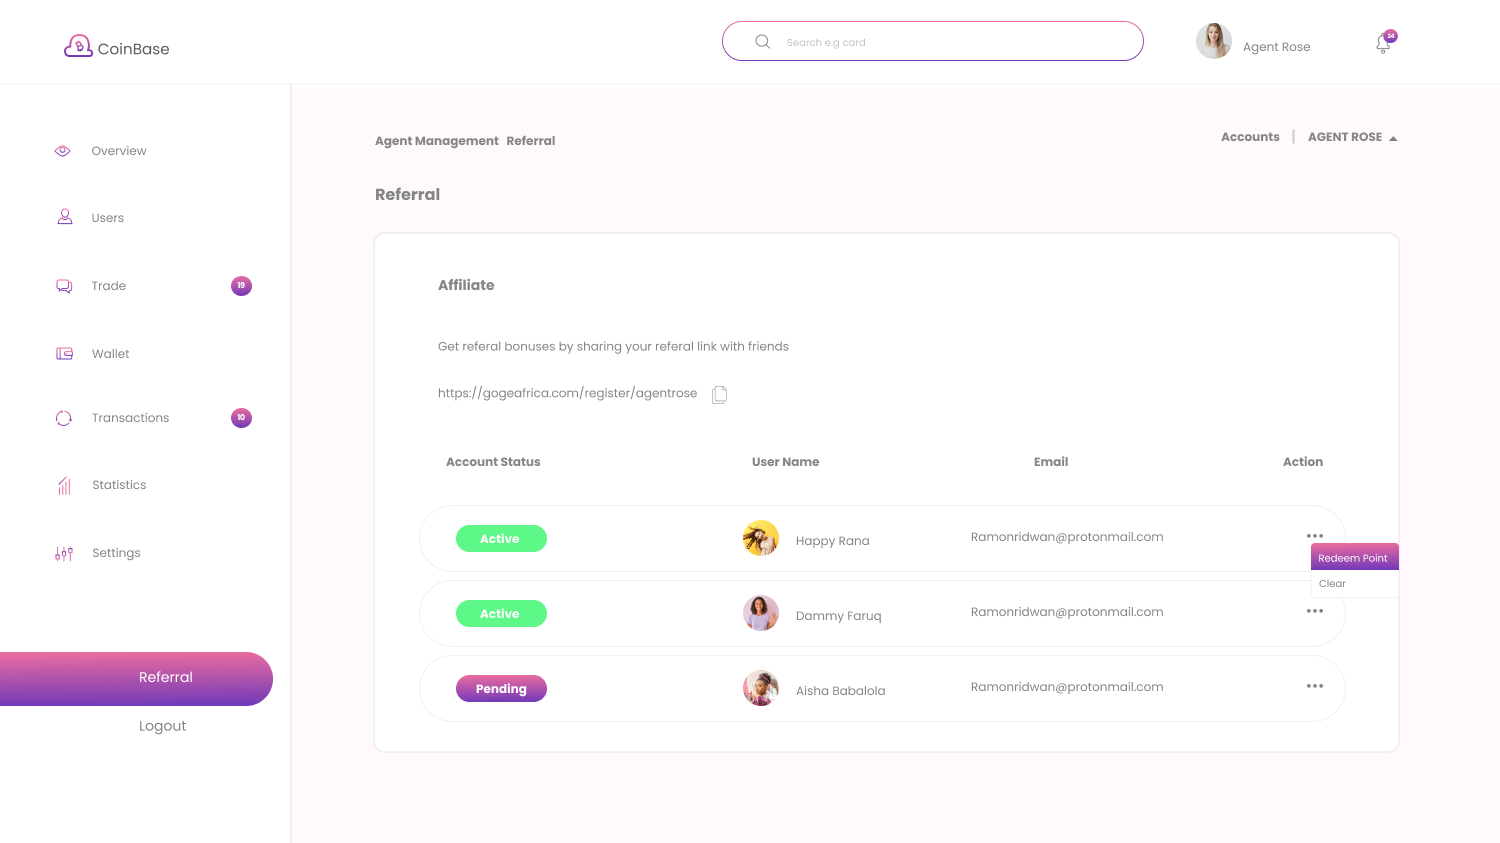 CoinBase
Search e.g card
Agent Rose
24
Overview
Users
Trade
19
Wallet
Transactions
10
Statistics
Settings
Referral
Logout
Agent Management Referral
Accounts | AGENT ROSE
Referral
Affiliate
Get referal bonuses by sharing your referal link with friends
https://gogeafrica.com/register/agentrose
Account Status User Name Email Action
Active Happy Rana Ramonridwan@protonmail.com
Redeem Point
Clear
Active Dammy Faruq Ramonridwan@protonmail.com
Pending Aisha Babalola Ramonridwan@protonmail.com